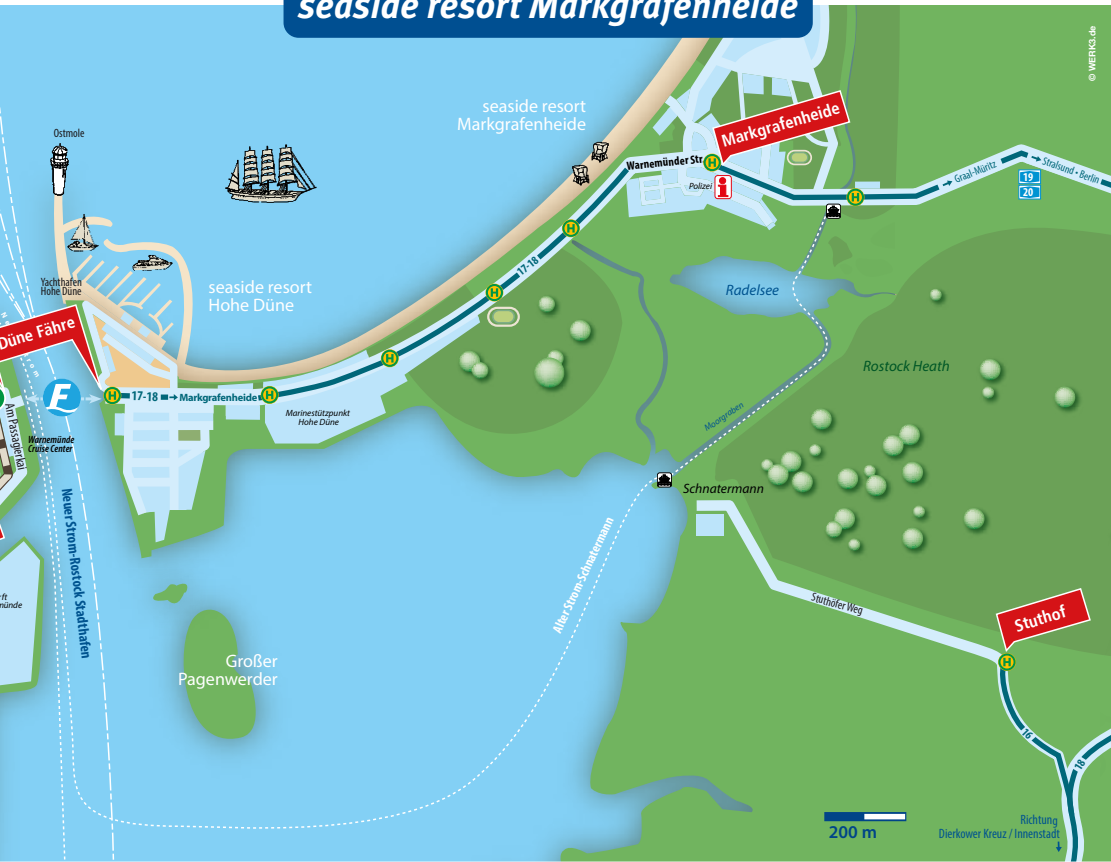 seaside resort Markgrafenheide
© WERK3.de
Ostmole
seaside resort
Markgrafenheide
Markgrafenheide
Warnemünder Str.
H
Polizei
i
H
Graal-Müritz
Stralsund • Berlin
19
20
H
17-18
Yachthafen
Hohe Düne
seaside resort
Hohe Düne
H
Radelsee
Düne Fähre
H
Rostock Heath
F
H
17-18
Markgrafenheide
H
Marinestützpunkt
Hohe Düne
Am Passagierkai
Warnemünde
Cruise Center
Moorgraben
Schnatermann
Neuer Strom-Rostock Stadthafen
Alter Strom-Schnatermann
Stuthöfer Weg
Stuthof
H
Großer
Pagenwerder
16
18
200 m
Richtung
Dierkower Kreuz / Innenstadt